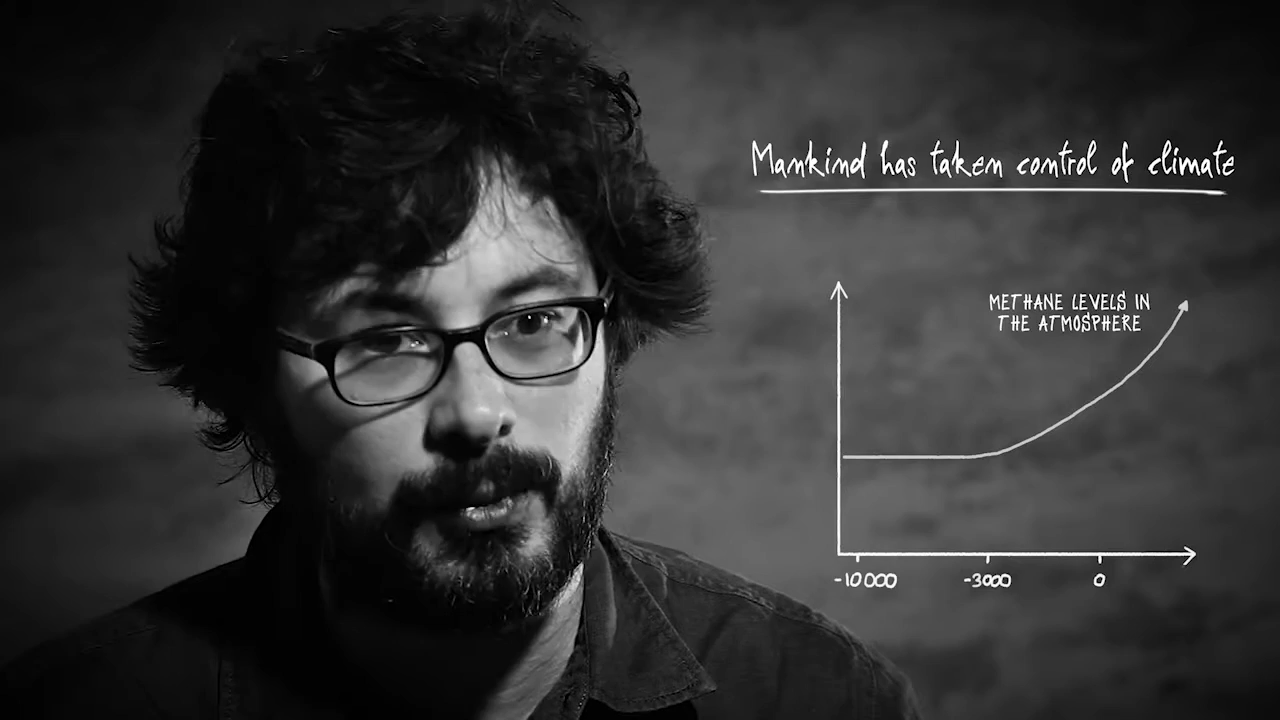 Mankind has taken control of climate
METHANE LEVELS IN
THE ATMOSPHERE
-10 000 -3000 0